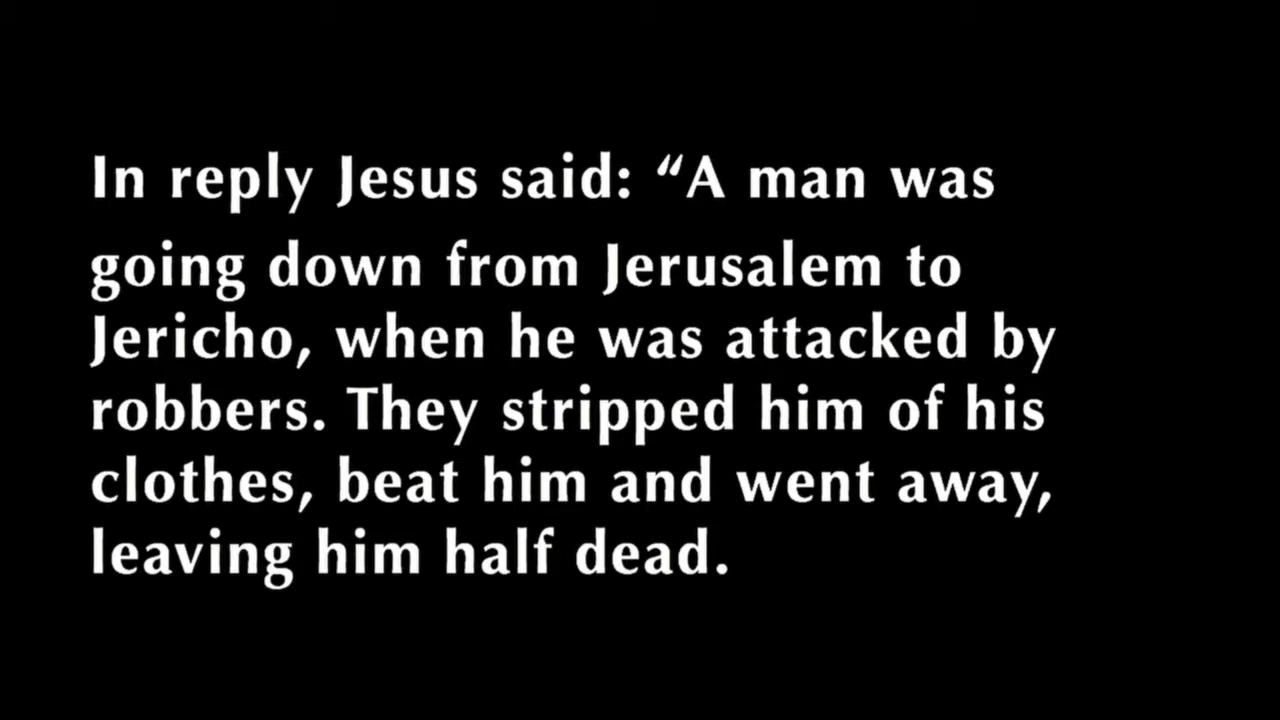 In reply Jesus said: “A man was
going down from Jerusalem to
Jericho, when he was attacked by
robbers. They stripped him of his
clothes, beat him and went away,
leaving him half dead.